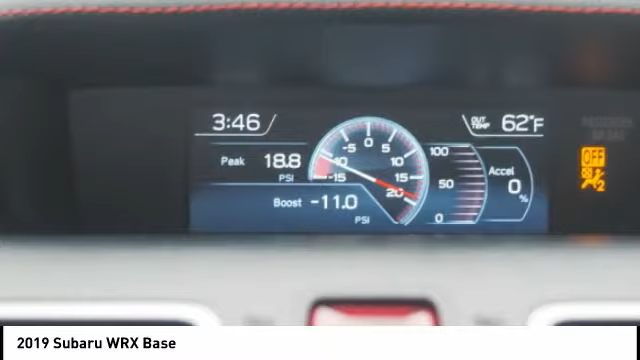 3:46
OUT TEMP 62°F
Peak 18.8 PSI
-15 -10 -5 0 5 10 15 20
Boost -11.0 PSI
100
50
0
Accel 0 %
OFF
2
2019 Subaru WRX Base